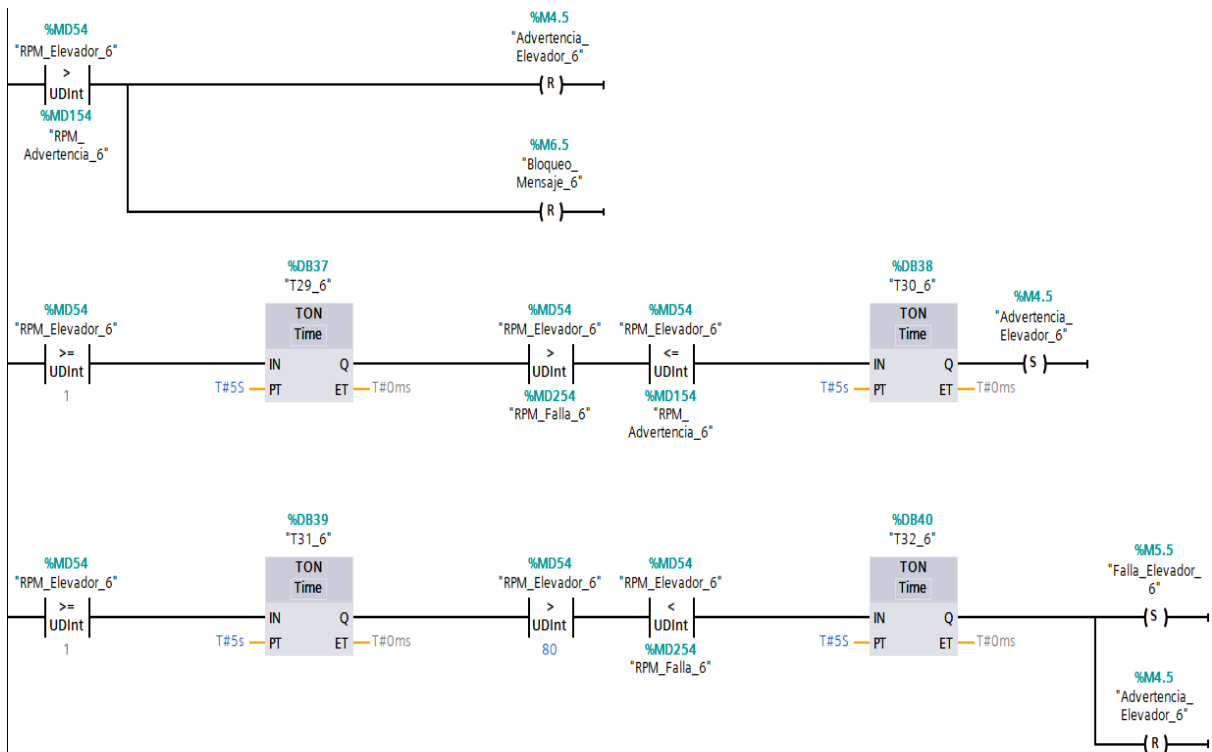 %MD54
"RPM_Elevador_6"
>
UDInt
%MD154
"RPM_
Advertencia_6"
%M4.5
"Advertencia_
Elevador_6"
R
%M6.5
"Bloqueo_
Mensaje_6"
R
%MD54
"RPM_Elevador_6"
>=
UDInt
1
%DB37
"T29_6"
TON
Time
IN Q
T#5S PT ET T#0ms
%MD54
"RPM_Elevador_6"
>
UDInt
%MD254
"RPM_Falla_6"
%MD54
"RPM_Elevador_6"
<=
UDInt
%MD154
"RPM_
Advertencia_6"
%DB38
"T30_6"
TON
Time
IN Q
T#5s PT ET T#0ms
%M4.5
"Advertencia_
Elevador_6"
S
%MD54
"RPM_Elevador_6"
>=
UDInt
1
%DB39
"T31_6"
TON
Time
IN Q
T#5s PT ET T#0ms
%MD54
"RPM_Elevador_6"
>
UDInt
80
%MD54
"RPM_Elevador_6"
<
UDInt
%MD254
"RPM_Falla_6"
%DB40
"T32_6"
TON
Time
IN Q
T#5S PT ET T#0ms
%M5.5
"Falla_Elevador_
6"
S
%M4.5
"Advertencia_
Elevador_6"
R